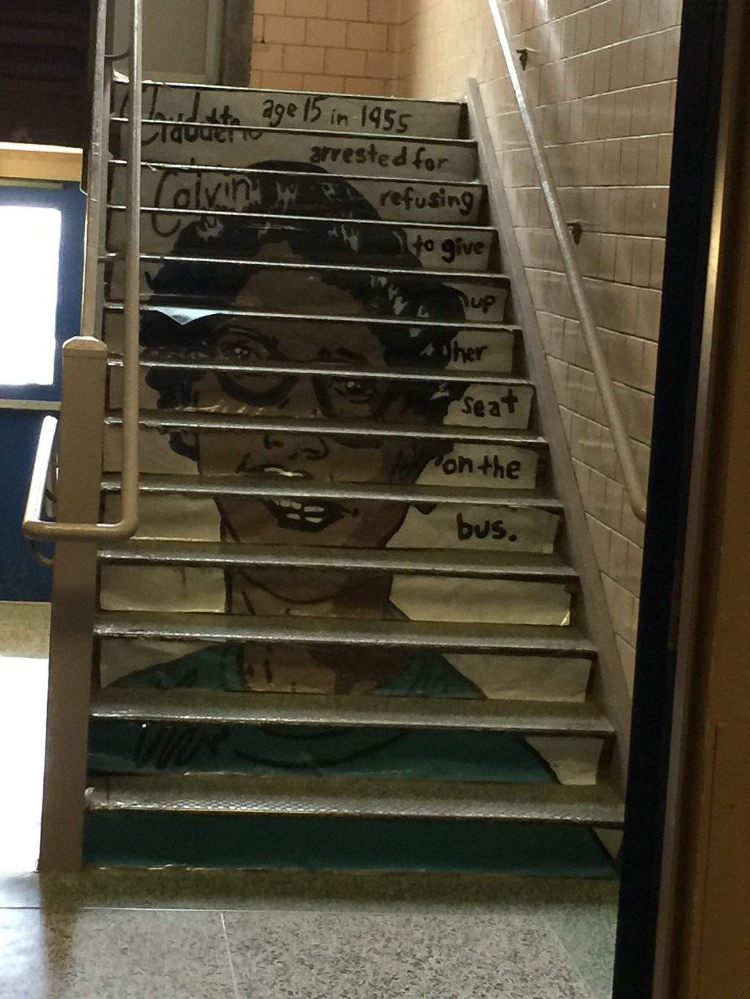 Claudette
age 15 in 1955
arrested for
Colvin
refusing
to give
up
her
seat
on the
bus.